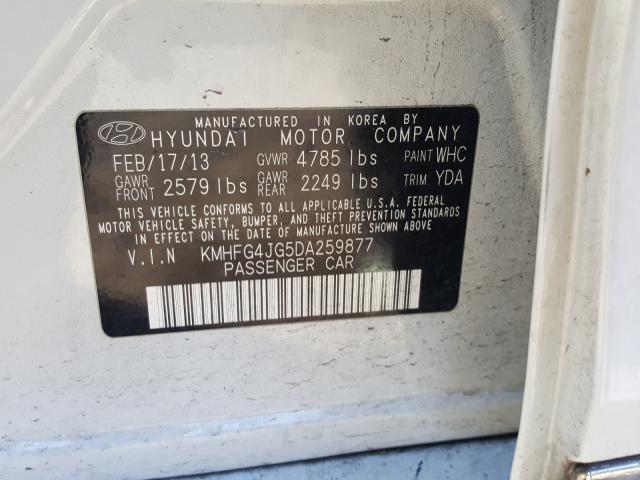 MANUFACTURED IN KOREA BY
HYUNDAI MOTOR COMPANY
FEB/17/13 GVWR 4785 lbs PAINT WHC
GAWR FRONT 2579 lbs GAWR REAR 2249 lbs TRIM YDA
THIS VEHICLE CONFORMS TO ALL APPLICABLE U.S.A. FEDERAL
MOTOR VEHICLE SAFETY, BUMPER, AND THEFT PREVENTION STANDARDS
IN EFFECT ON THE DATE OF MANUFACTURE SHOWN ABOVE.
V.I.N KMHFG4JG5DA259877
PASSENGER CAR